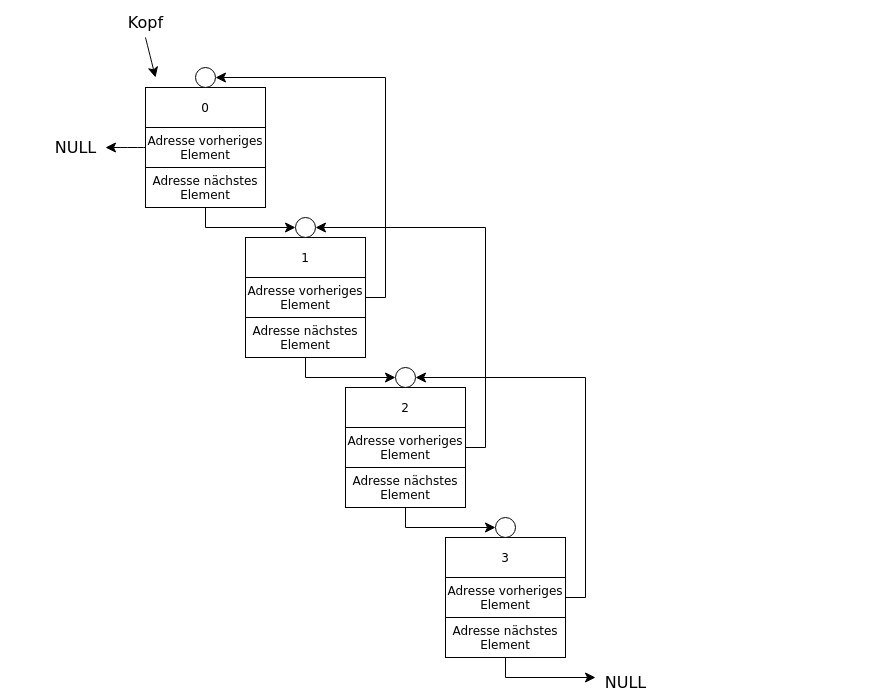 Kopf
0
NULL
Adresse vorheriges
Element
Adresse nächstes
Element
1
Adresse vorheriges
Element
Adresse nächstes
Element
2
Adresse vorheriges
Element
Adresse nächstes
Element
3
Adresse vorheriges
Element
Adresse nächstes
Element
NULL